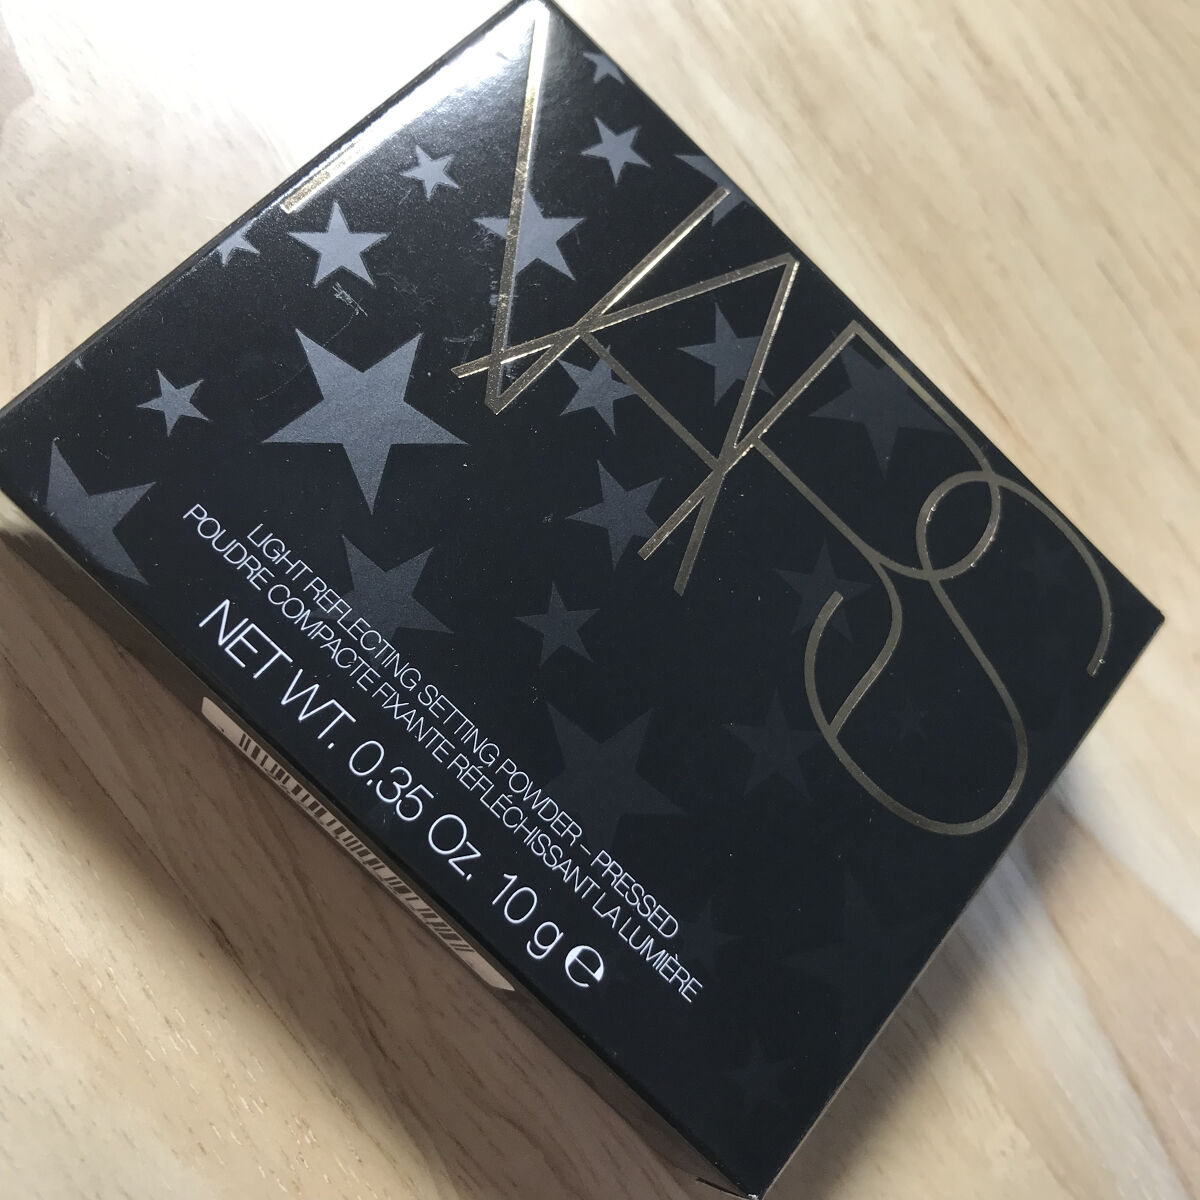 NARS
LIGHT REFLECTING SETTING POWDER – PRESSED
POUDRE COMPACTE FIXANTE RÉFLÉCHISSANT LA LUMIÈRE
NET WT. 0.35 Oz. 10 g ℮